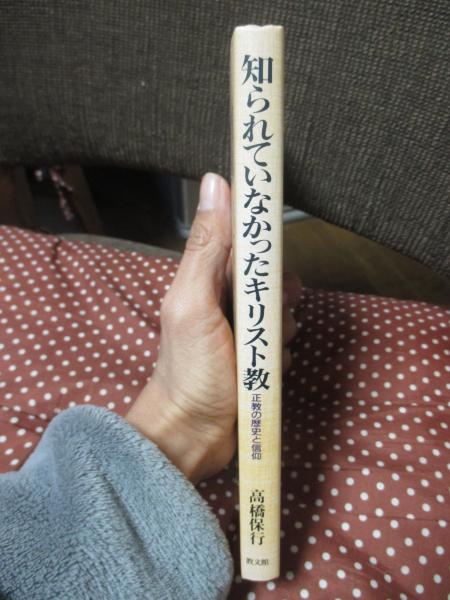 知られていなかったキリスト教
正教の歴史と信仰
高橋保行
教文館